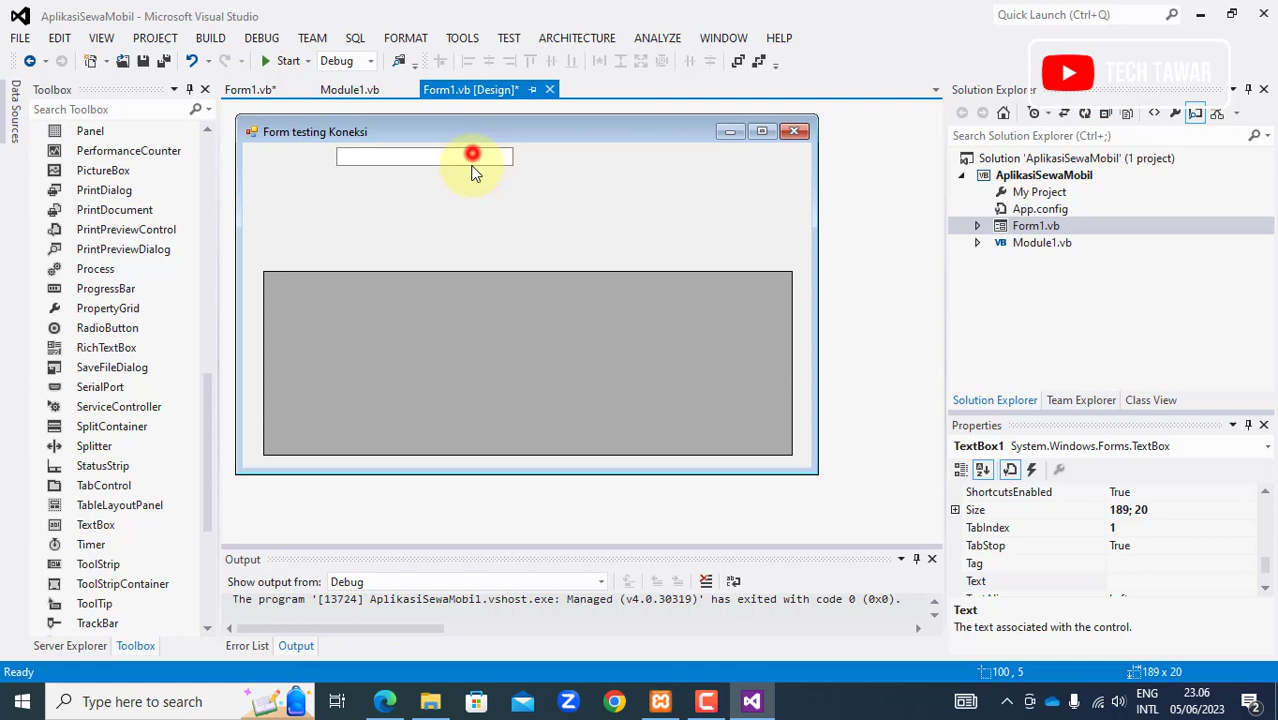 AplikasiSewaMobil - Microsoft Visual Studio
Quick Launch (Ctrl+Q)
FILE EDIT VIEW PROJECT BUILD DEBUG TEAM SQL FORMAT TOOLS TEST ARCHITECTURE ANALYZE WINDOW HELP
Start Debug
TECH TAWAR
Data Sources
Toolbox
Form1.vb* Module1.vb Form1.vb [Design]*
Solution Explorer
Search Toolbox
Search Solution Explorer (Ctrl+;)
Panel
PerformanceCounter
PictureBox
PrintDialog
PrintDocument
PrintPreviewControl
PrintPreviewDialog
Process
ProgressBar
PropertyGrid
RadioButton
RichTextBox
SaveFileDialog
SerialPort
ServiceController
SplitContainer
Splitter
StatusStrip
TabControl
TableLayoutPanel
TextBox
Timer
ToolStrip
ToolStripContainer
ToolTip
TrackBar
Server Explorer Toolbox
Form testing Koneksi
Solution 'AplikasiSewaMobil' (1 project)
AplikasiSewaMobil
My Project
App.config
Form1.vb
Module1.vb
Solution Explorer Team Explorer Class View
Properties
TextBox1 System.Windows.Forms.TextBox
ShortcutsEnabled True
Size 189; 20
TabIndex 1
TabStop True
Tag
Text
Text
The text associated with the control.
Output
Show output from: Debug
The program '[13724] AplikasiSewaMobil.vshost.exe: Managed (v4.0.30319)' has exited with code 0 (0x0).
Error List Output
Ready
100 , 5
189 x 20
Type here to search
ENG
INTL
23.06
05/06/2023
2